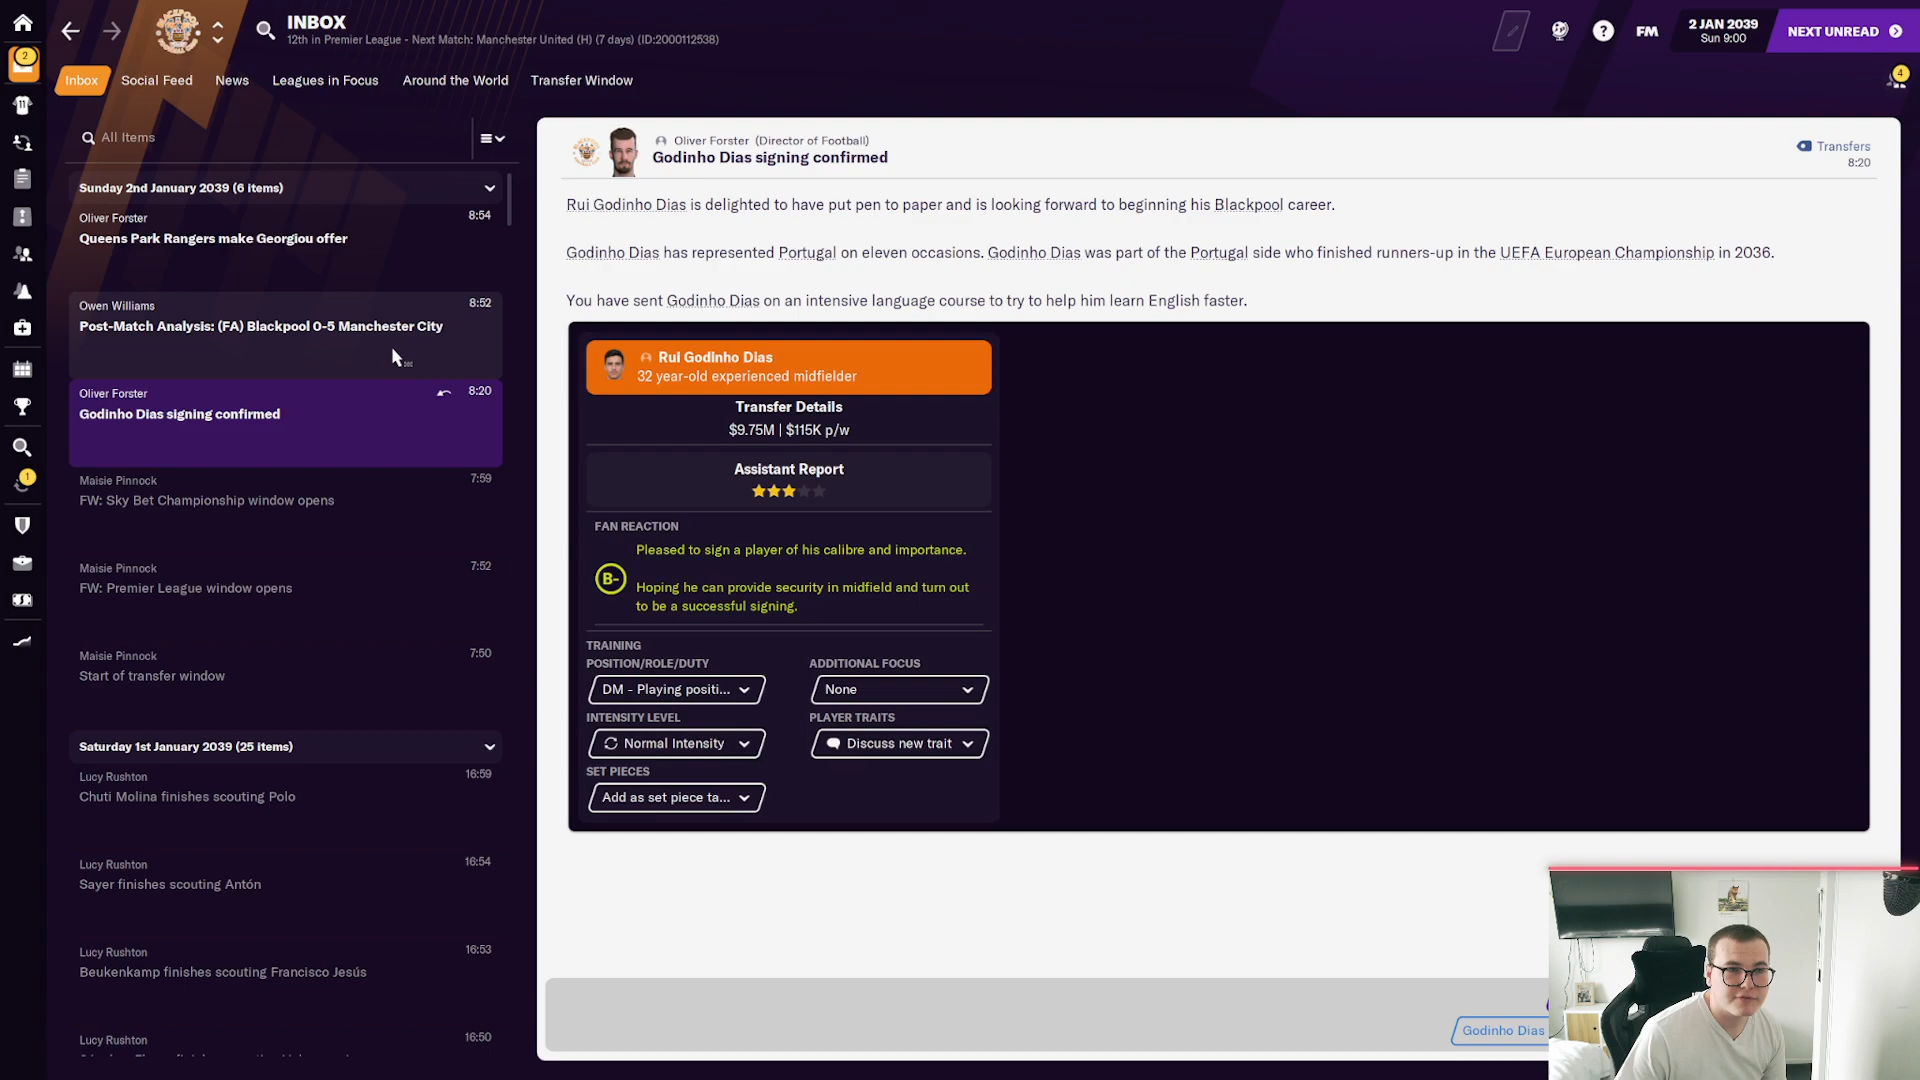 INBOX
12th in Premier League - Next Match: Manchester United (H) (7 days) (ID:2000112538)
FM
2 JAN 2039
Sun 9:00
NEXT UNREAD
2
Inbox
Social Feed
News
Leagues in Focus
Around the World
Transfer Window
4
11
1
All Items
Sunday 2nd January 2039 (6 items)
Oliver Forster
8:54
Queens Park Rangers make Georgiou offer
Owen Williams
8:52
Post-Match Analysis: (FA) Blackpool 0-5 Manchester City
Oliver Forster
8:20
Godinho Dias signing confirmed
Maisie Pinnock
7:59
FW: Sky Bet Championship window opens
Maisie Pinnock
7:52
FW: Premier League window opens
Maisie Pinnock
7:50
Start of transfer window
Saturday 1st January 2039 (25 items)
Lucy Rushton
16:59
Chuti Molina finishes scouting Polo
Lucy Rushton
16:54
Sayer finishes scouting Antón
Lucy Rushton
16:53
Beukenkamp finishes scouting Francisco Jesús
Lucy Rushton
16:50
Oliver Forster (Director of Football)
Godinho Dias signing confirmed
Transfers
8:20
Rui Godinho Dias is delighted to have put pen to paper and is looking forward to beginning his Blackpool career.
Godinho Dias has represented Portugal on eleven occasions. Godinho Dias was part of the Portugal side who finished runners-up in the UEFA European Championship in 2036.
You have sent Godinho Dias on an intensive language course to try to help him learn English faster.
Rui Godinho Dias
32 year-old experienced midfielder
Transfer Details
$9.75M | $115K p/w
Assistant Report
FAN REACTION
B-
Pleased to sign a player of his calibre and importance.
Hoping he can provide security in midfield and turn out
to be a successful signing.
TRAINING
POSITION/ROLE/DUTY
ADDITIONAL FOCUS
DM - Playing positi...
None
INTENSITY LEVEL
PLAYER TRAITS
Normal Intensity
Discuss new trait
SET PIECES
Add as set piece ta...
Godinho Dias